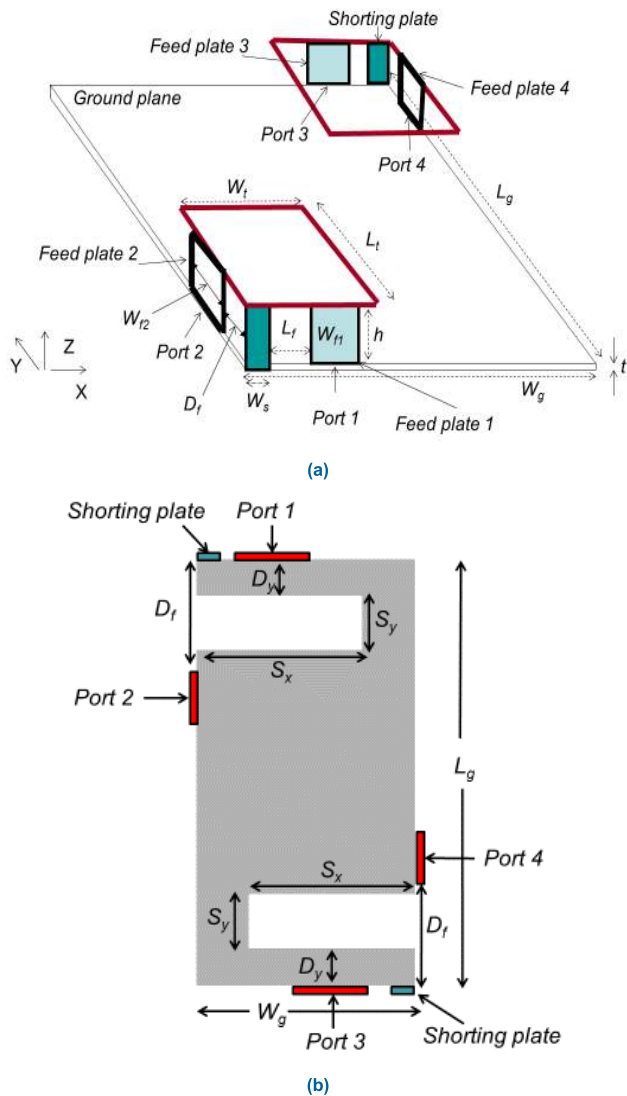 Shorting plate
Feed plate 3
Ground plane
Feed plate 4
Port 3
Port 4
W_t
L_g
L_t
Feed plate 2
W_f2
Port 2
L_f
W_f1
h
Z
Y
X
D_f
W_s
Port 1
W_g
t
Feed plate 1
(a)
Shorting plate
Port 1
D_y
D_f
S_y
S_x
Port 2
L_g
S_x
Port 4
S_y
D_f
D_y
W_g
Port 3
Shorting plate
(b)